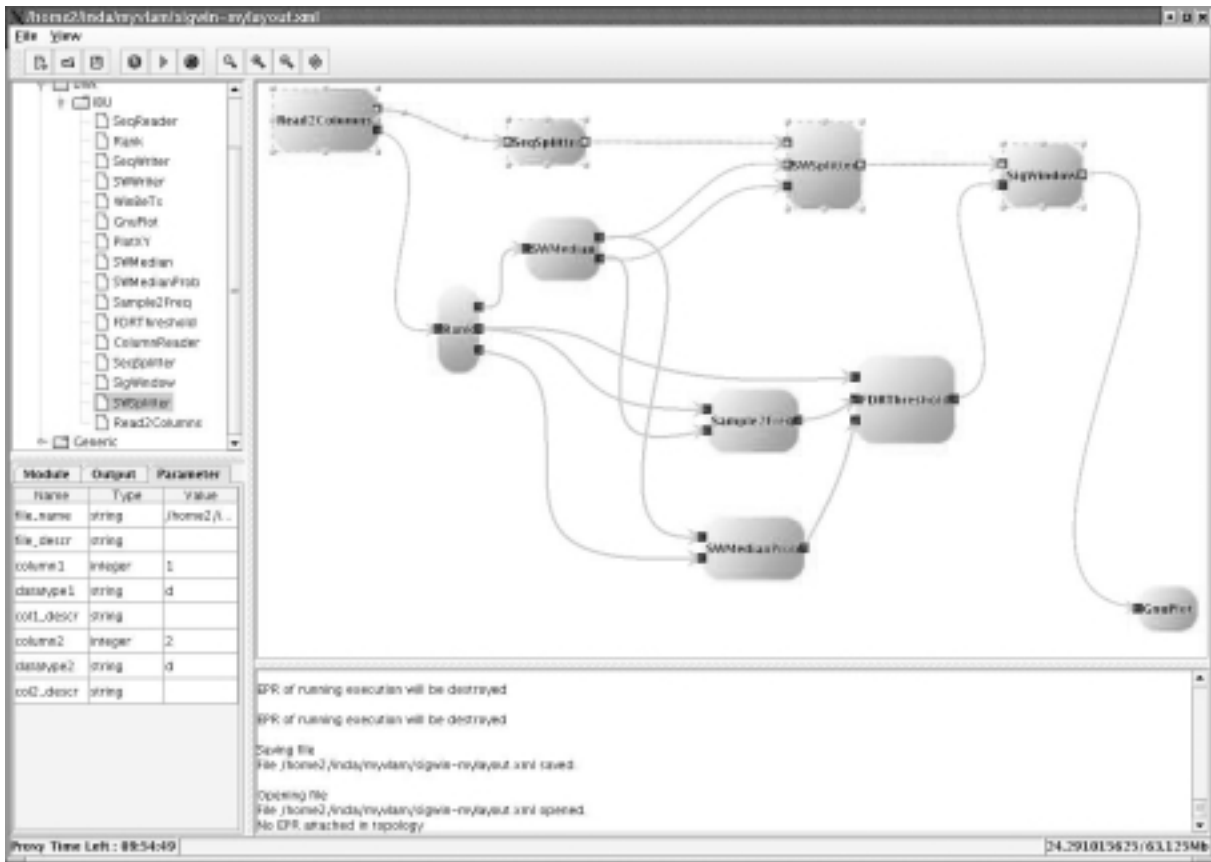 /home2/inda/myvlam/sigwin-mylayout.xml
File View
IBU
SeqReader
Rank
SeqWriter
SWWriter
GnuPlot
PlotXY
SWMedian
SWMedianProb
Sample2Freq
FDRThreshold
ColumnReader
SeqSplitter
SigWindow
SWSplitter
Read2Columns
Generic
Module Output Parameter
Name Type Value
file_name string /home2/i...
file_descr string
column1 integer 1
datatype1 string d
col1_descr string
column2 integer 2
datatype2 string d
col2_descr string
Read2Columns
SeqSplitter
SWSplitter
SigWindow
SWMedian
Rank
Sample2Freq
FDRThreshold
SWMedianProb
GnuPlot
EPR of running execution will be destroyed
EPR of running execution will be destroyed
Saving file
File /home2/inda/myvlam/sigwin-mylayout.xml saved.
Opening file
File /home2/inda/myvlam/sigwin-mylayout.xml opened.
No EPR attached in topology
Proxy Time Left : 09:54:49
24.291015625/63.125Mb